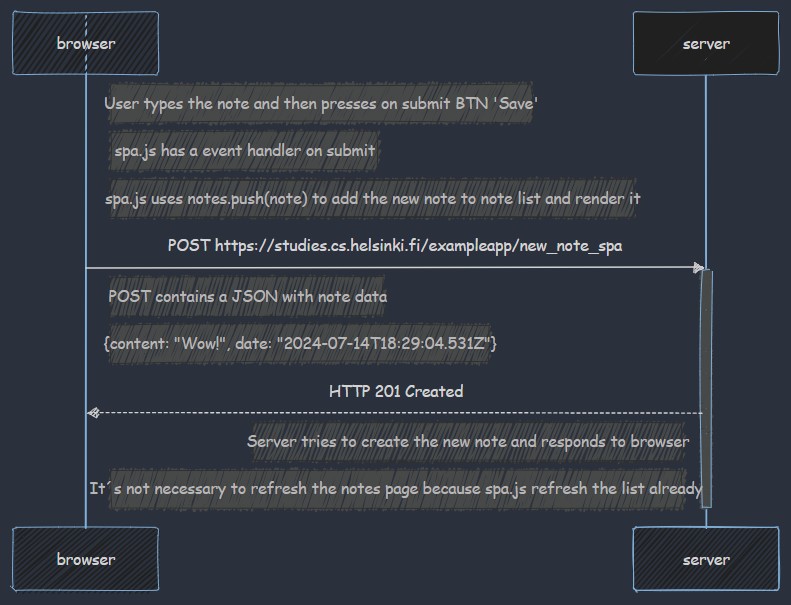 browser
server
User types the note and then presses on submit BTN 'Save'
spa.js has a event handler on submit
spa.js uses notes.push(note) to add the new note to note list and render it
POST https://studies.cs.helsinki.fi/exampleapp/new_note_spa
POST contains a JSON with note data
{content: "Wow!", date: "2024-07-14T18:29:04.531Z"}
HTTP 201 Created
Server tries to create the new note and responds to browser
It´s not necessary to refresh the notes page because spa.js refresh the list already
browser
server